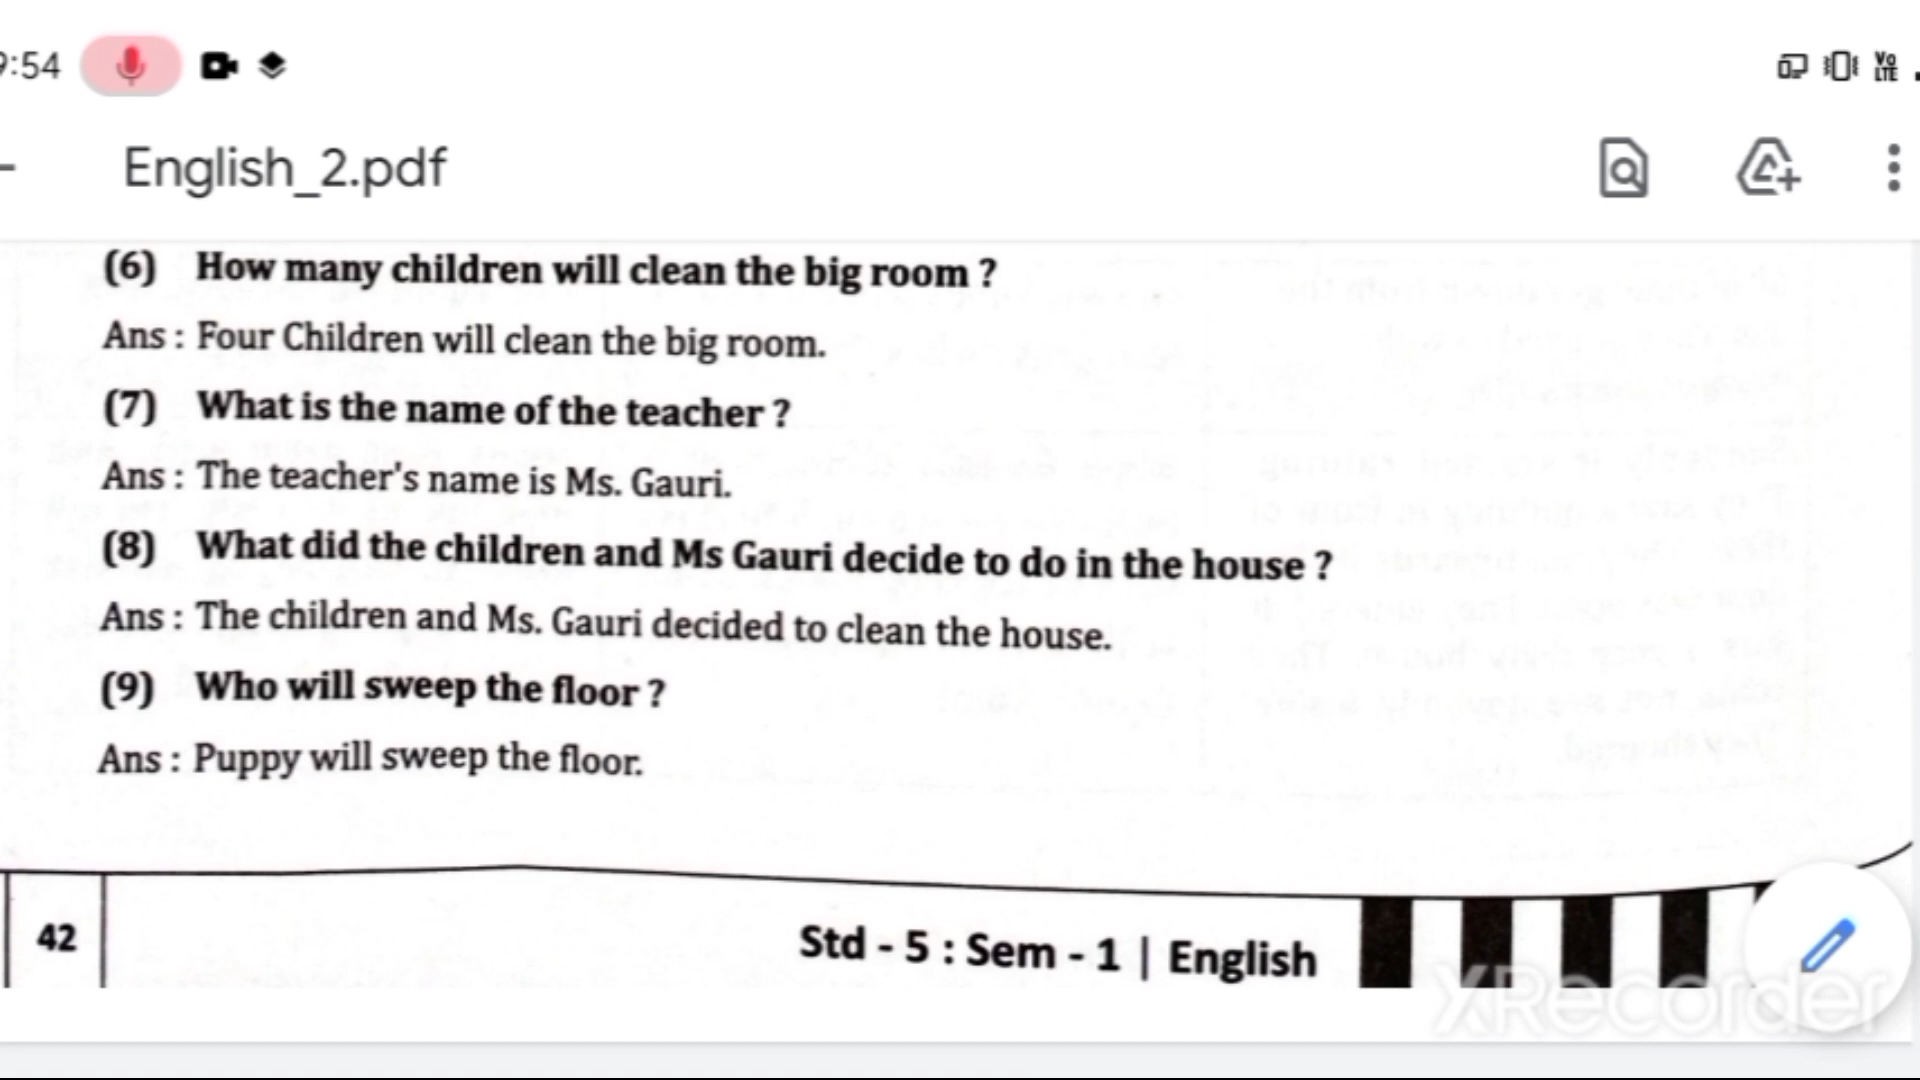 9:54
Vo
LTE
English_2.pdf
(6) How many children will clean the big room ?
Ans : Four Children will clean the big room.
(7) What is the name of the teacher ?
Ans : The teacher's name is Ms. Gauri.
(8) What did the children and Ms Gauri decide to do in the house ?
Ans : The children and Ms. Gauri decided to clean the house.
(9) Who will sweep the floor ?
Ans : Puppy will sweep the floor.
42
Std - 5 : Sem - 1 | English
XRecorder